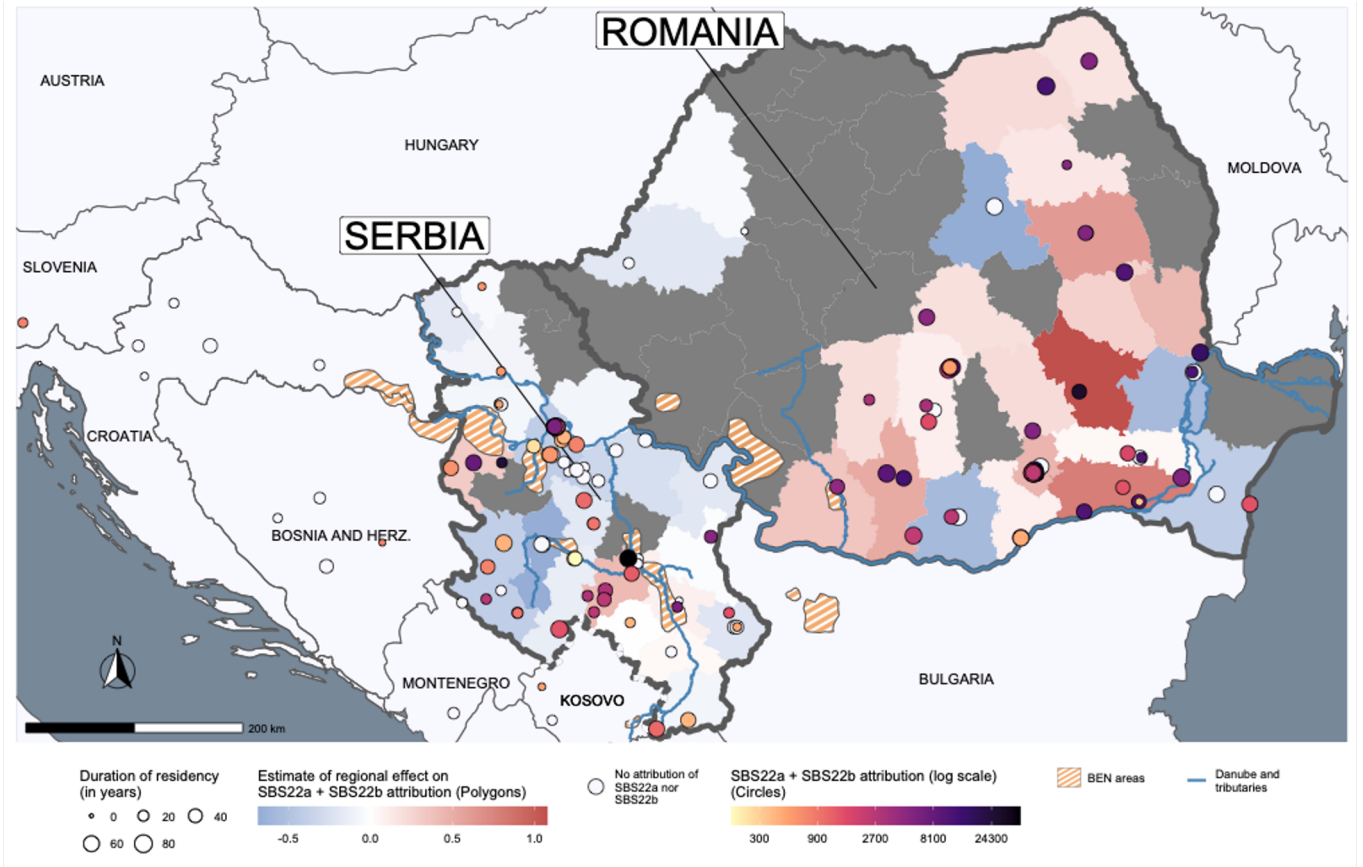 ROMANIA
AUSTRIA
HUNGARY
MOLDOVA
SERBIA
SLOVENIA
CROATIA
BOSNIA AND HERZ.
N
MONTENEGRO
KOSOVO
BULGARIA
200 km
Duration of residency
(in years)
0 20 40
60 80
Estimate of regional effect on
SBS22a + SBS22b attribution (Polygons)
-0.5 0.0 0.5 1.0
No attribution of
SBS22a nor
SBS22b
SBS22a + SBS22b attribution (log scale)
(Circles)
300 900 2700 8100 24300
BEN areas
Danube and
tributaries